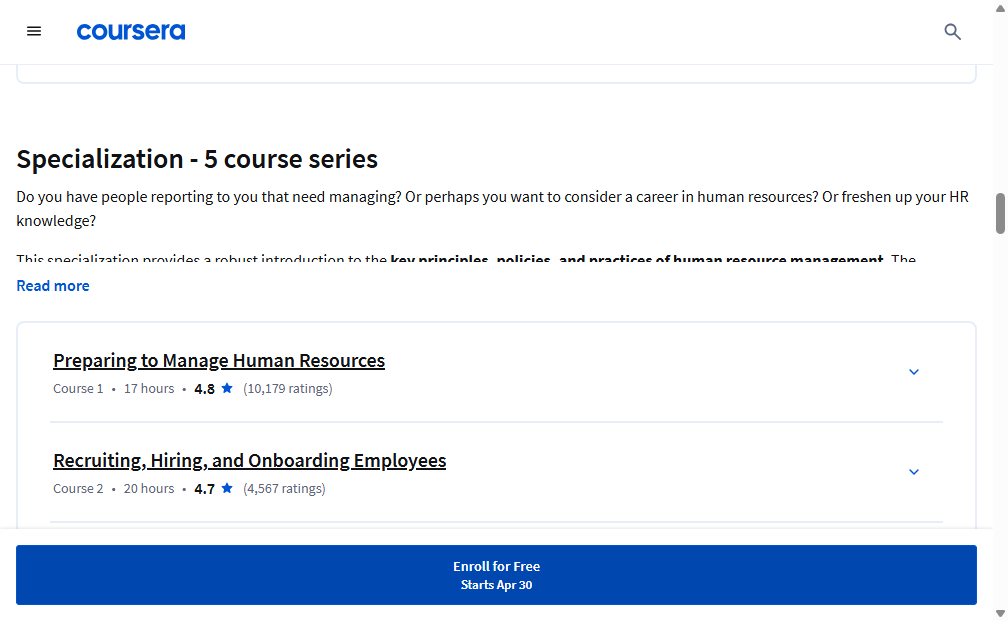 coursera
Specialization - 5 course series
Do you have people reporting to you that need managing? Or perhaps you want to consider a career in human resources? Or freshen up your HR
knowledge?
This specialization provides a robust introduction to the key principles, policies, and practices of human resource management. The
Read more
Preparing to Manage Human Resources
Course 1 • 17 hours • 4.8 ★ (10,179 ratings)
Recruiting, Hiring, and Onboarding Employees
Course 2 • 20 hours • 4.7 ★ (4,567 ratings)
Enroll for Free
Starts Apr 30